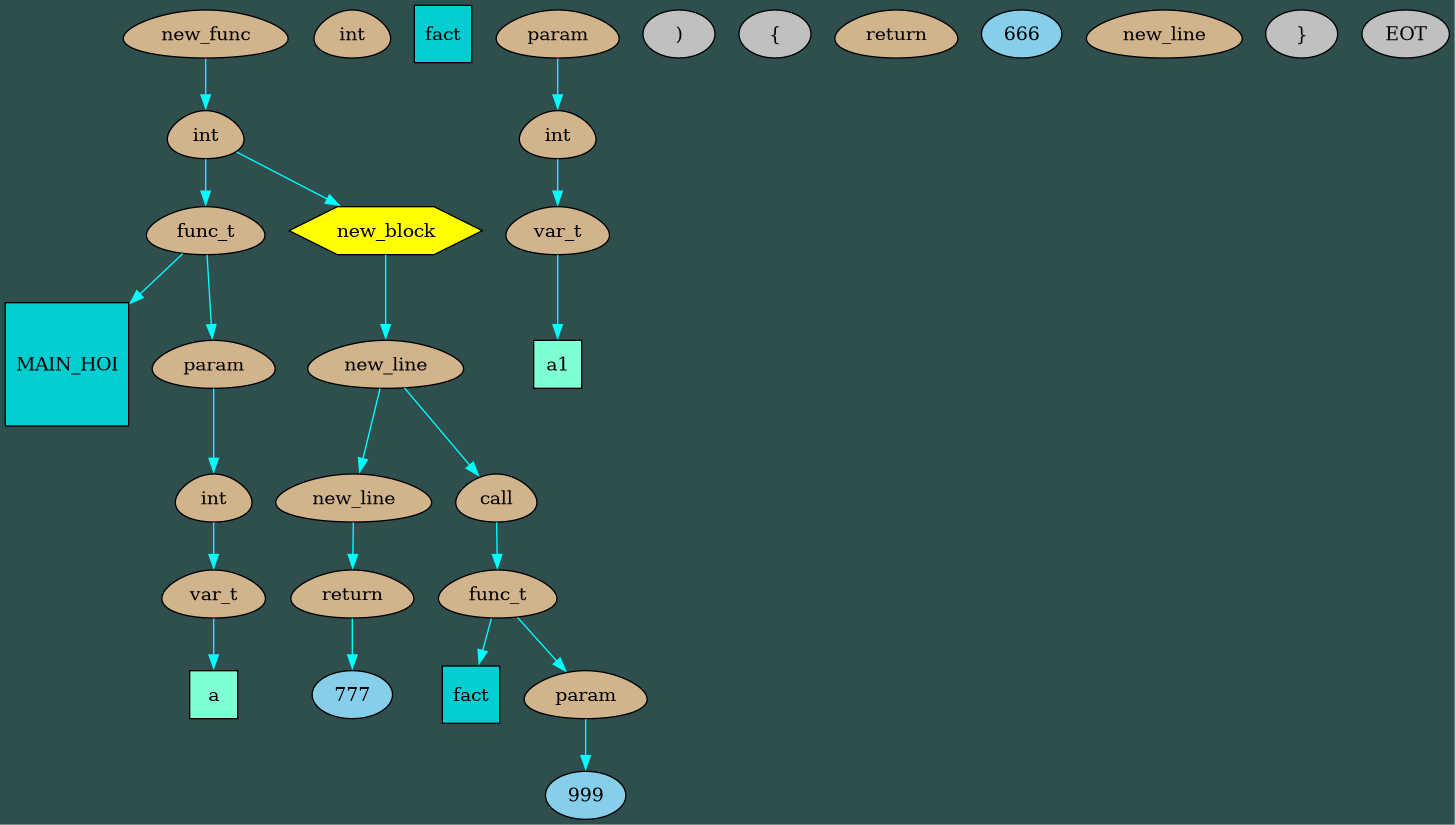 new_func int fact param ) { return 666 new_line } EOT
int int
func_t new_block var_t
MAIN_HOI param new_line a1
int new_line call
var_t return func_t
a 777 fact param
999